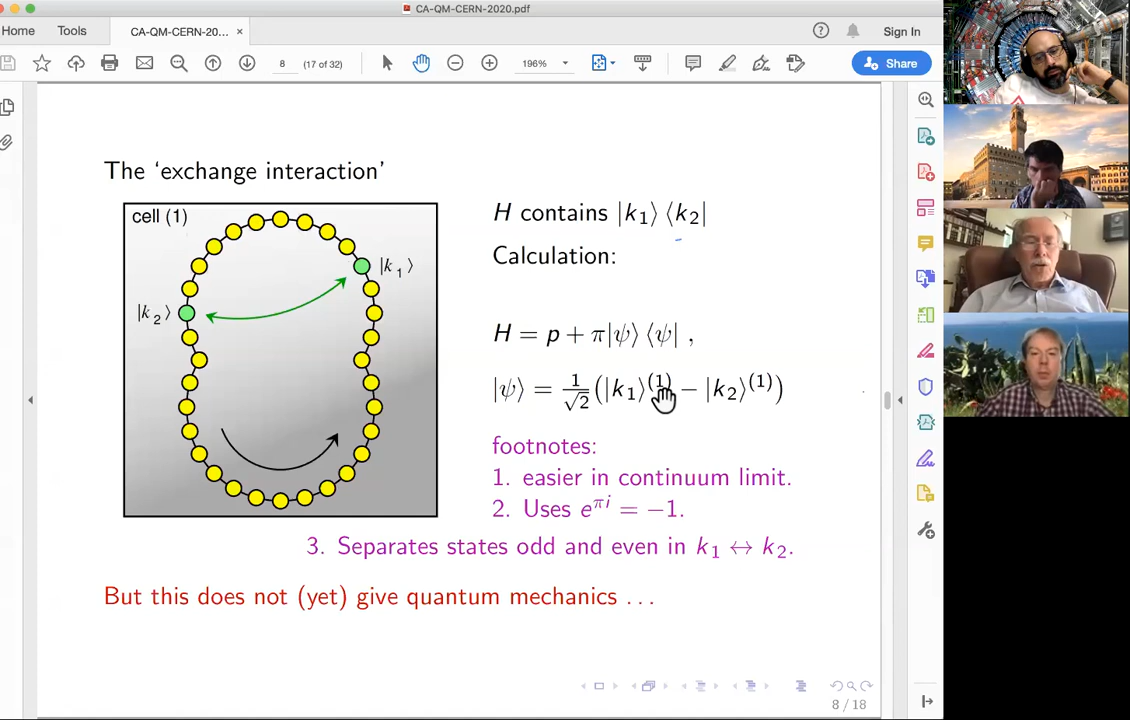 CA-QM-CERN-2020.pdf
Home Tools CA-QM-CERN-20... × Sign In
8 (17 of 32) 196% Share
The ‘exchange interaction’
cell (1)
|k₁⟩
|k₂⟩
H contains |k₁⟩ ⟨k₂|
Calculation:
H = p + π|ψ⟩ ⟨ψ| ,
|ψ⟩ = 1/√2 (|k₁⟩⁽¹⁾ − |k₂⟩⁽¹⁾)
footnotes:
1. easier in continuum limit.
2. Uses e^{πi} = −1.
3. Separates states odd and even in k₁ ↔ k₂.
But this does not (yet) give quantum mechanics . . .
8 / 18